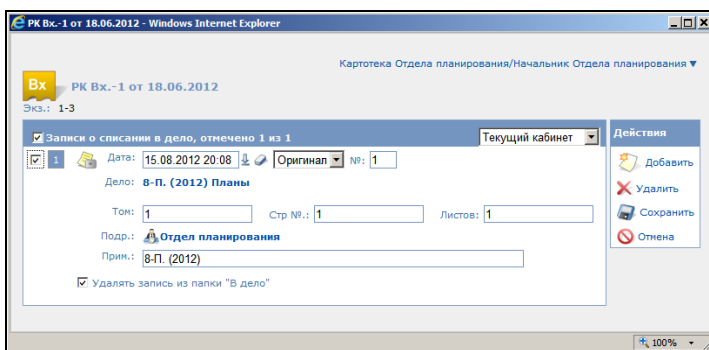 РК Вх.-1 от 18.06.2012 - Windows Internet Explorer
Картотека Отдела планирования/Начальник Отдела планирования ▼
Вх РК Вх.-1 от 18.06.2012
Экз.: 1-3
Записи о списании в дело, отмечено 1 из 1 Текущий кабинет
1 Дата: 15.08.2012 20:08 Оригинал №: 1
Дело: 8-П. (2012) Планы
Том: 1 Стр №.: 1 Листов: 1
Подр.: Отдел планирования
Прим.: 8-П. (2012)
Удалять запись из папки "В дело"
Действия
Добавить
Удалить
Сохранить
Отмена
100%